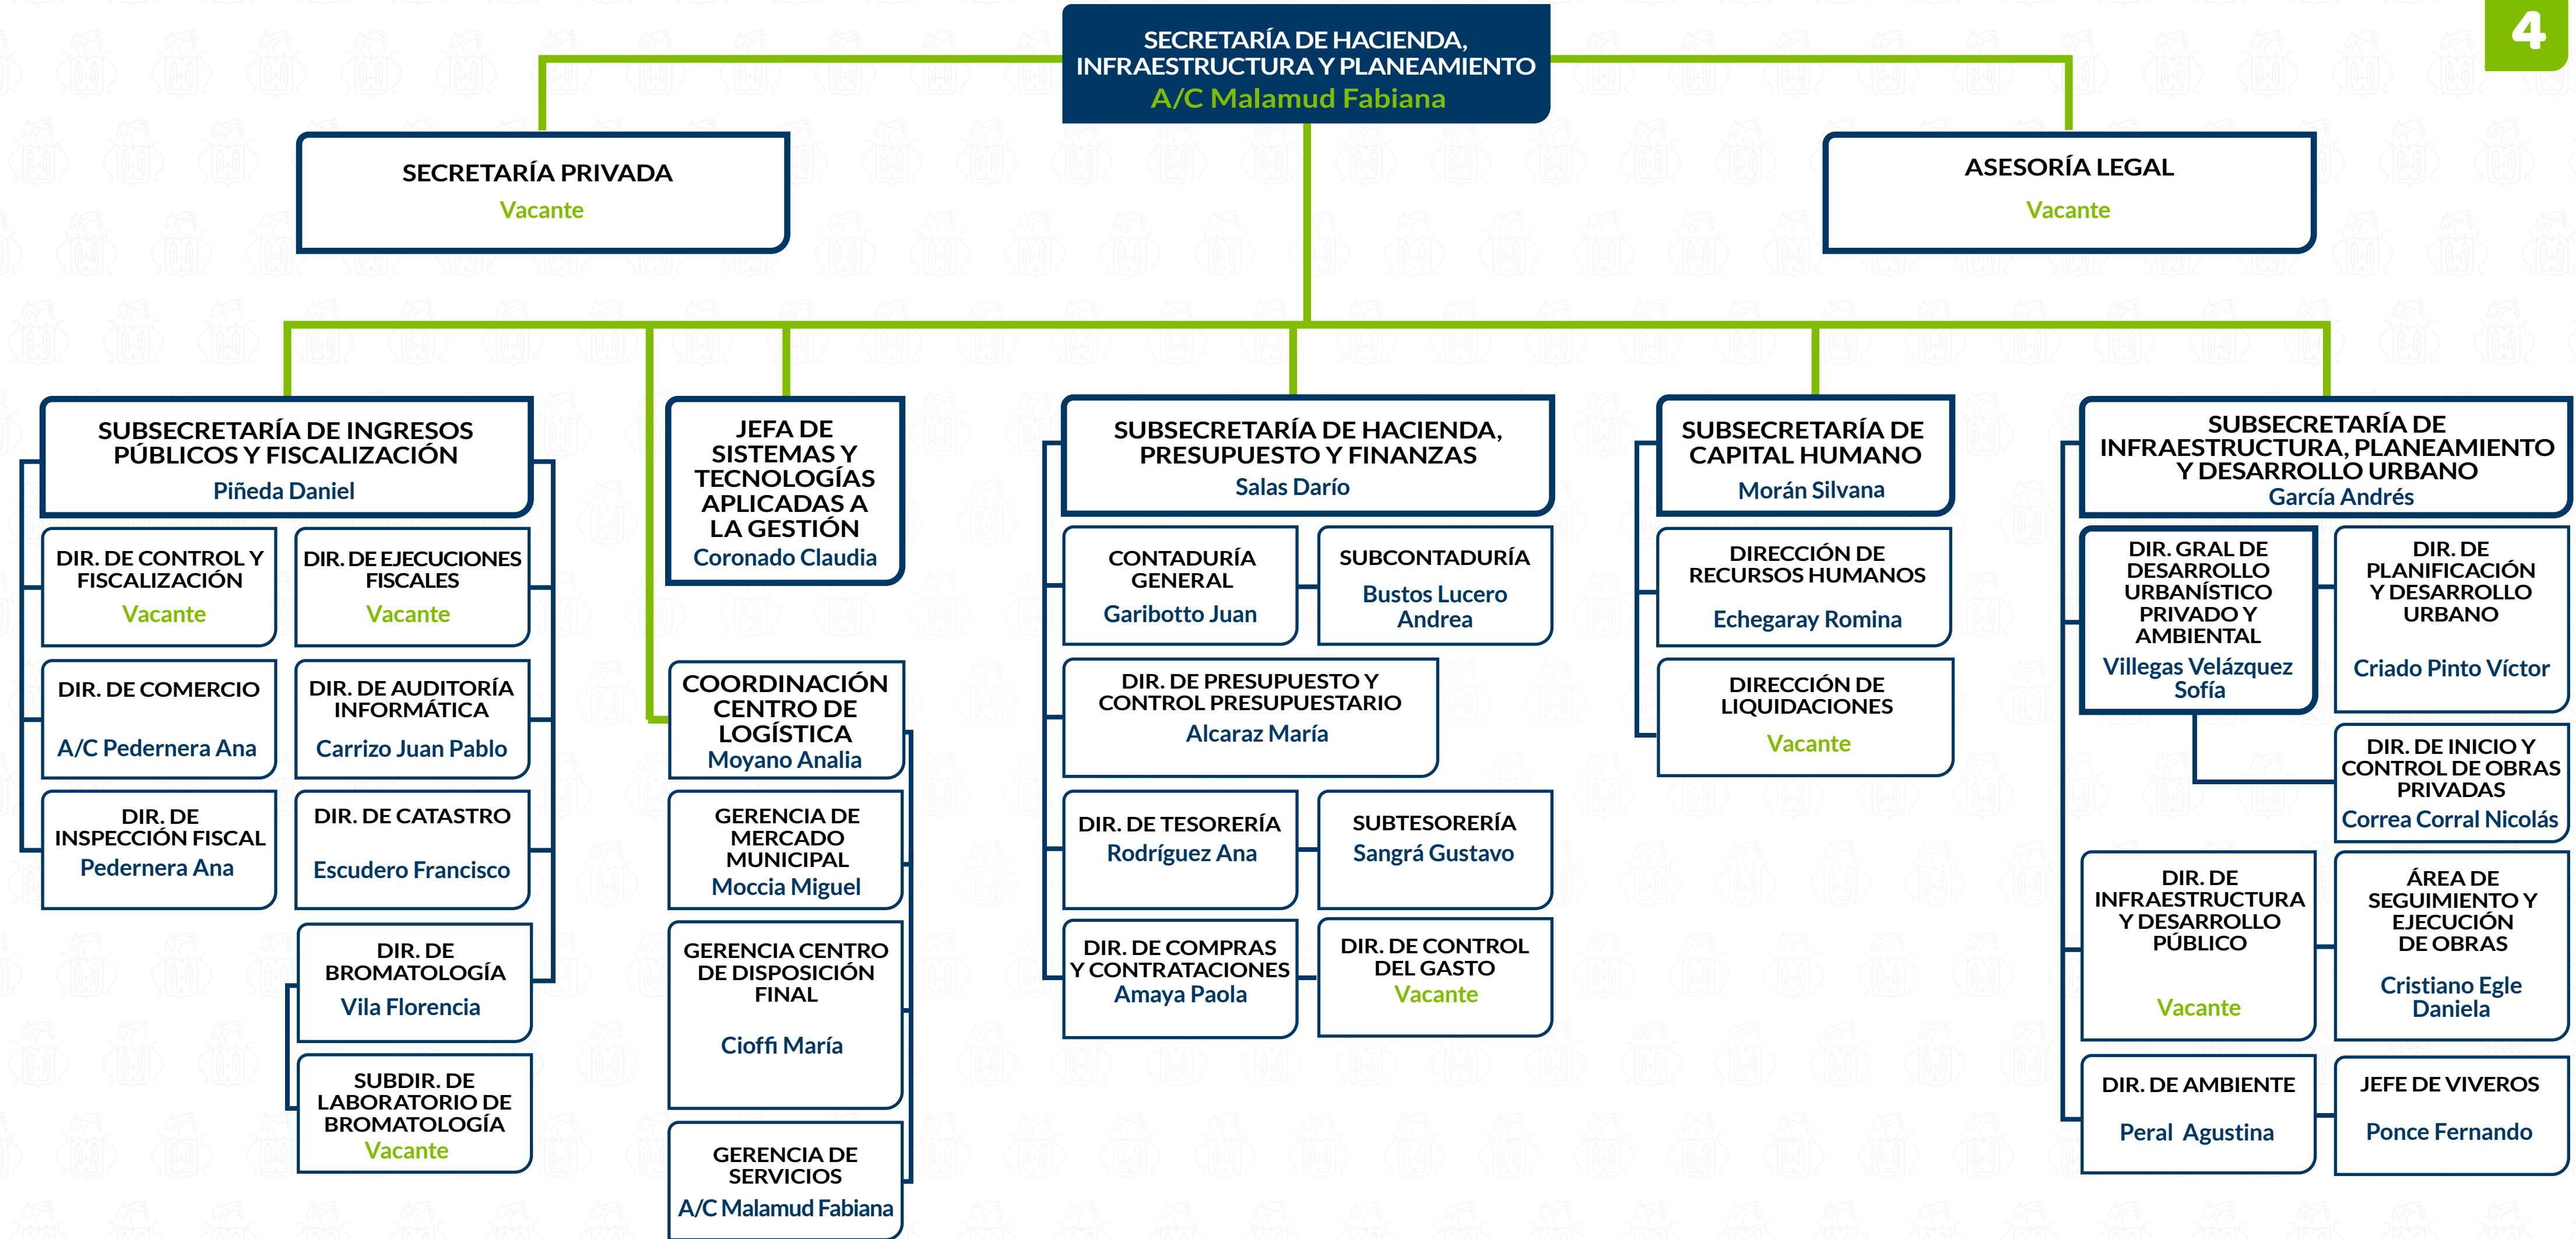 4
SECRETARÍA DE HACIENDA,
INFRAESTRUCTURA Y PLANEAMIENTO
A/C Malamud Fabiana
SECRETARÍA PRIVADA
Vacante
ASESORÍA LEGAL
Vacante
SUBSECRETARÍA DE INGRESOS
PÚBLICOS Y FISCALIZACIÓN
Piñeda Daniel
DIR. DE CONTROL Y
FISCALIZACIÓN
Vacante
DIR. DE EJECUCIONES
FISCALES
Vacante
DIR. DE COMERCIO
A/C Pedernera Ana
DIR. DE AUDITORÍA
INFORMÁTICA
Carrizo Juan Pablo
DIR. DE
INSPECCIÓN FISCAL
Pedernera Ana
DIR. DE CATASTRO
Escudero Francisco
DIR. DE
BROMATOLOGÍA
Vila Florencia
SUBDIR. DE
LABORATORIO DE
BROMATOLOGÍA
Vacante
JEFA DE
SISTEMAS Y
TECNOLOGÍAS
APLICADAS A
LA GESTIÓN
Coronado Claudia
COORDINACIÓN
CENTRO DE
LOGÍSTICA
Moyano Analia
GERENCIA DE
MERCADO
MUNICIPAL
Moccia Miguel
GERENCIA CENTRO
DE DISPOSICIÓN
FINAL
Cioffi María
GERENCIA DE
SERVICIOS
A/C Malamud Fabiana
SUBSECRETARÍA DE HACIENDA,
PRESUPUESTO Y FINANZAS
Salas Darío
CONTADURÍA
GENERAL
Garibotto Juan
SUBCONTADURÍA
Bustos Lucero
Andrea
DIR. DE PRESUPUESTO Y
CONTROL PRESUPUESTARIO
Alcaraz María
DIR. DE TESORERÍA
Rodríguez Ana
SUBTESORERÍA
Sangrá Gustavo
DIR. DE COMPRAS
Y CONTRATACIONES
Amaya Paola
DIR. DE CONTROL
DEL GASTO
Vacante
SUBSECRETARÍA DE
CAPITAL HUMANO
Morán Silvana
DIRECCIÓN DE
RECURSOS HUMANOS
Echegaray Romina
DIRECCIÓN DE
LIQUIDACIONES
Vacante
SUBSECRETARÍA DE
INFRAESTRUCTURA, PLANEAMIENTO
Y DESARROLLO URBANO
García Andrés
DIR. GRAL DE
DESARROLLO
URBANÍSTICO
PRIVADO Y
AMBIENTAL
Villegas Velázquez
Sofía
DIR. DE
PLANIFICACIÓN
Y DESARROLLO
URBANO
Criado Pinto Víctor
DIR. DE INICIO Y
CONTROL DE OBRAS
PRIVADAS
Correa Corral Nicolás
DIR. DE
INFRAESTRUCTURA
Y DESARROLLO
PÚBLICO
Vacante
ÁREA DE
SEGUIMIENTO Y
EJECUCIÓN
DE OBRAS
Cristiano Egle
Daniela
DIR. DE AMBIENTE
Peral Agustina
JEFE DE VIVEROS
Ponce Fernando